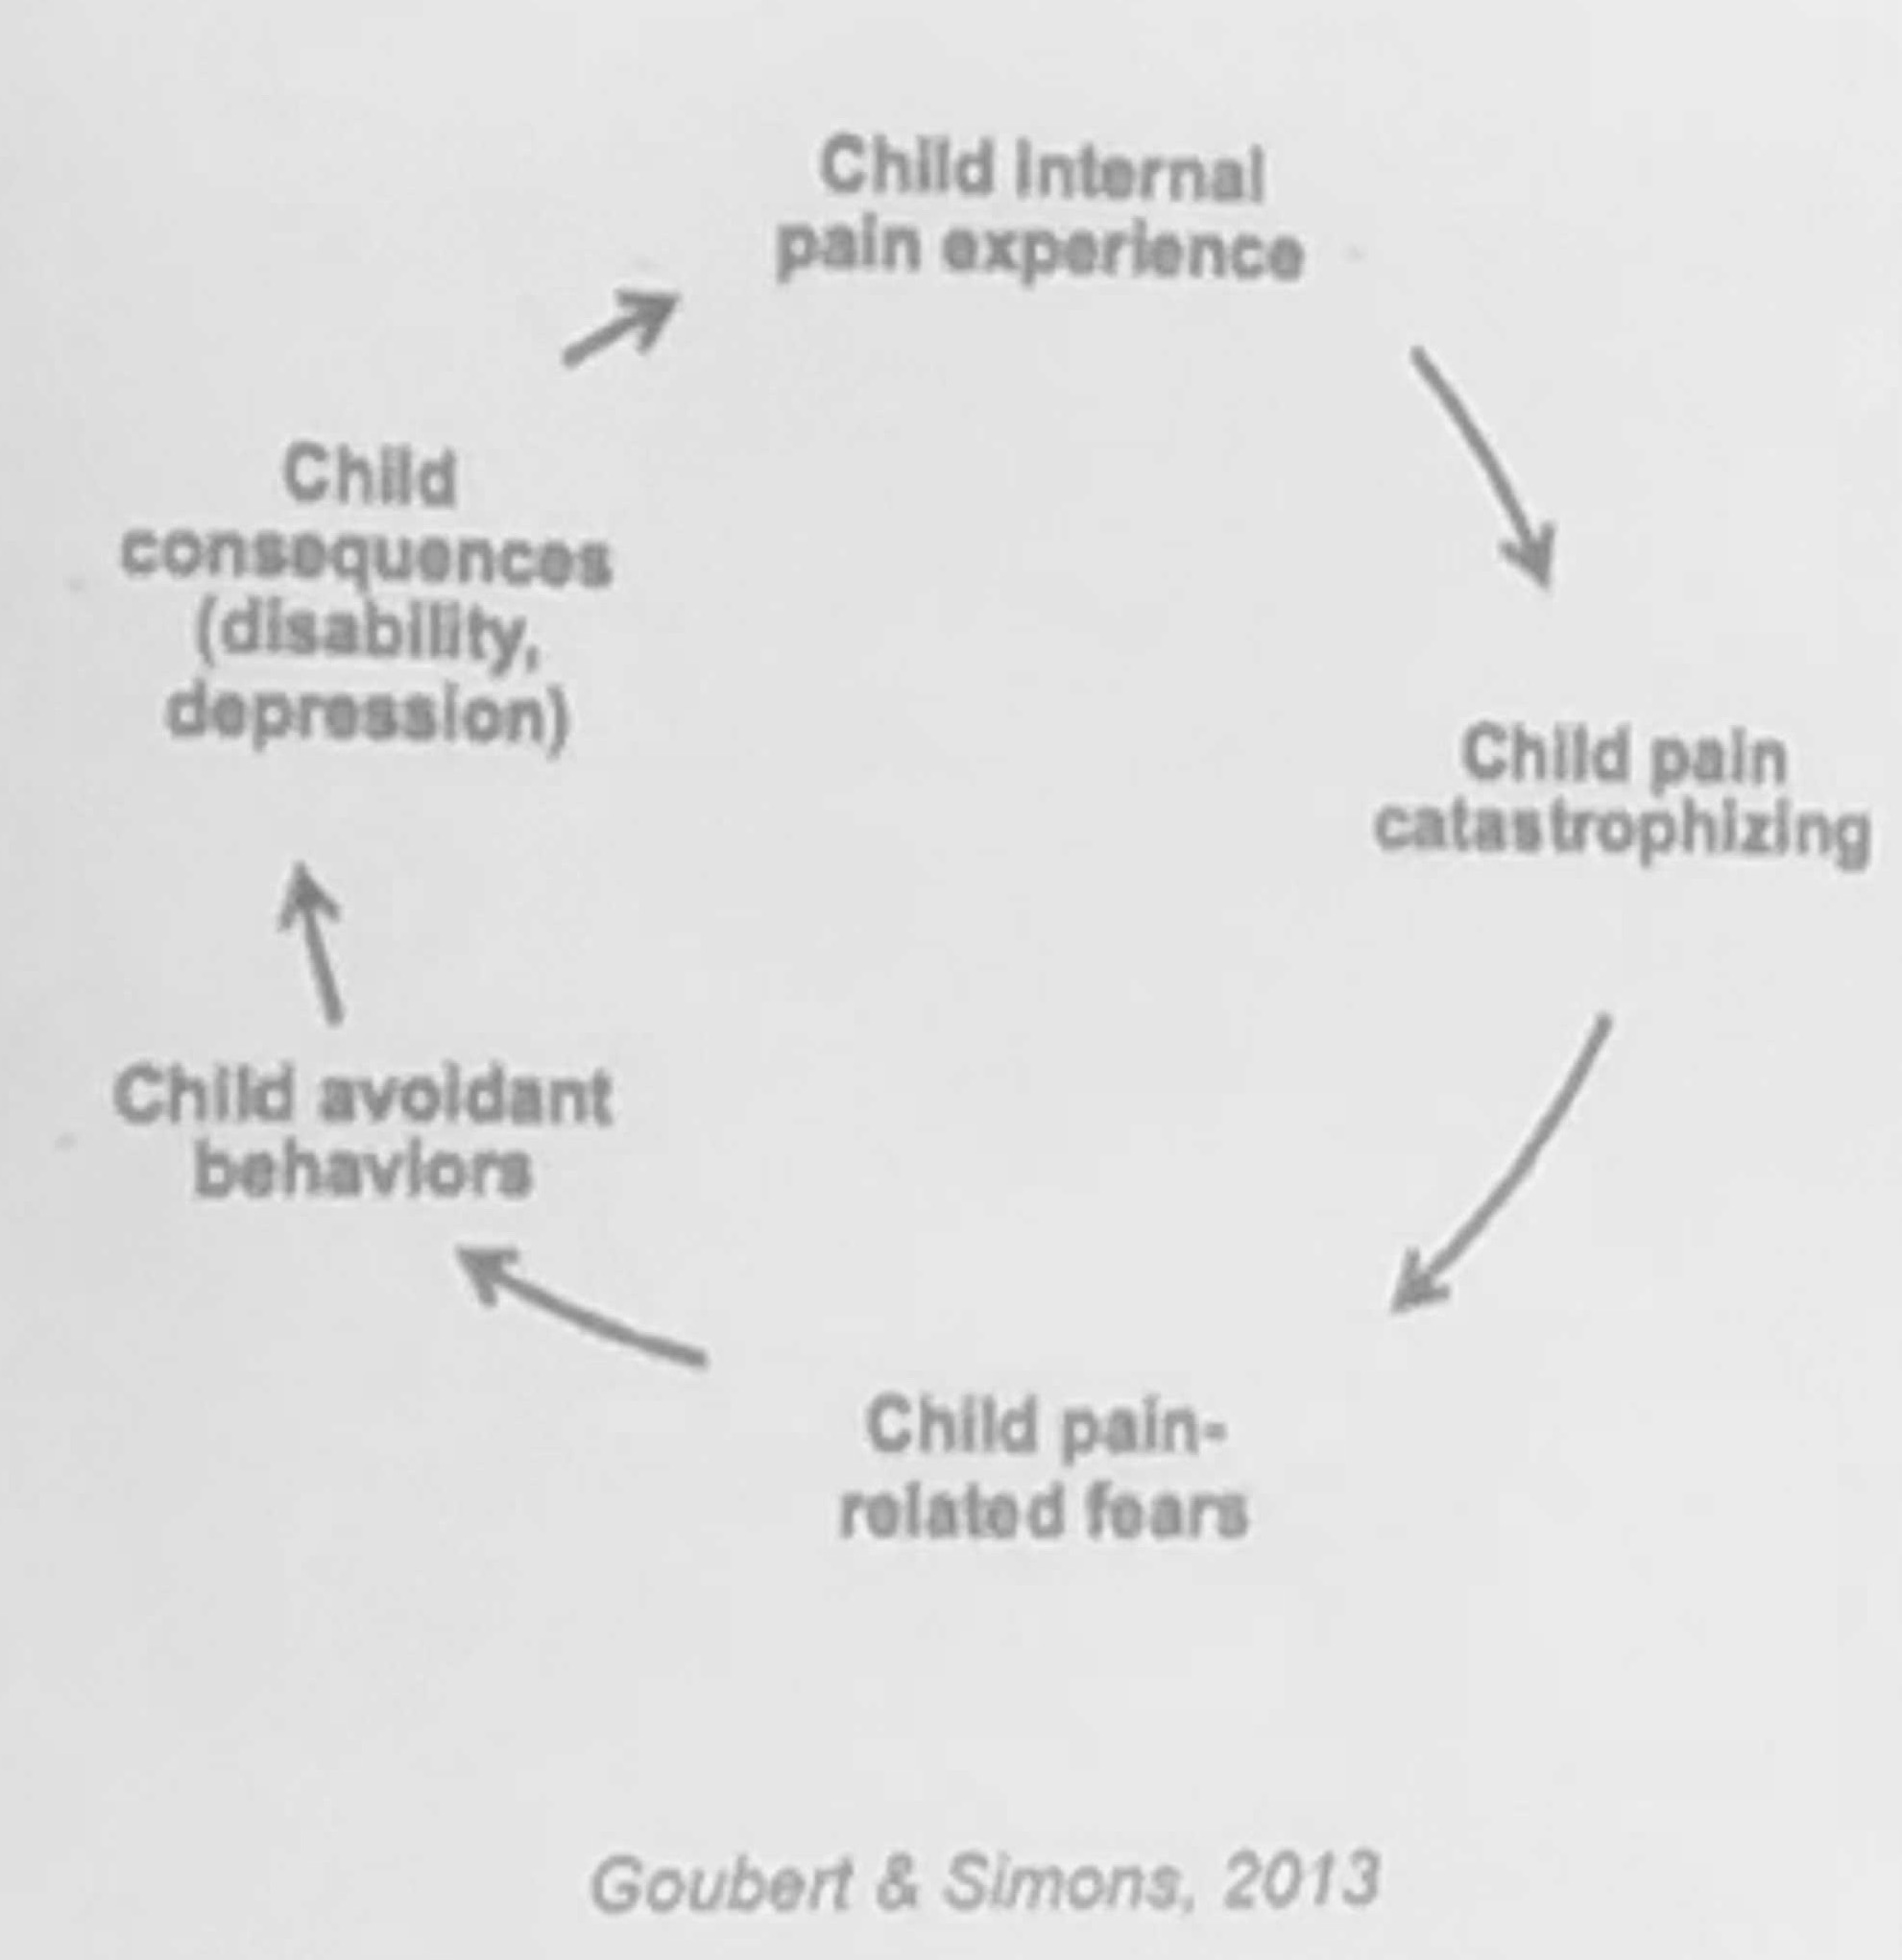 Child internal
pain experience
Child pain
catastrophizing
Child pain-
related fears
Child avoidant
behaviors
Child
consequences
(disability,
depression)
Goubert & Simons, 2013